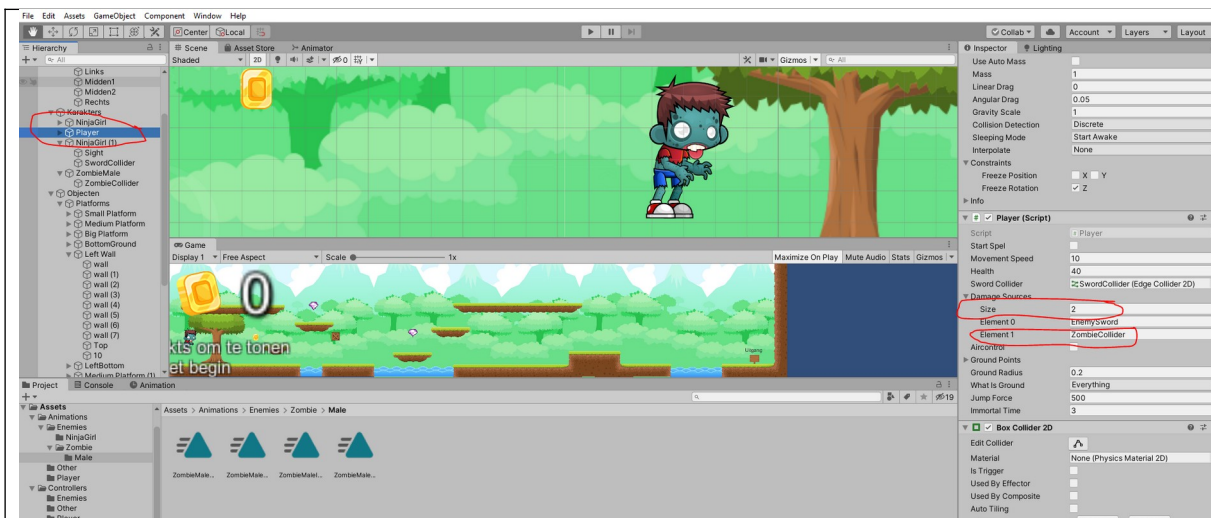 File Edit Assets GameObject Component Window Help
Center Local
Collab Account Layers Layout
Hierarchy
All
Links
Midden1
Midden2
Rechts
Karakters
NinjaGirl
Player
NinjaGirl (1)
Sight
SwordCollider
ZombieMale
ZombieCollider
Objecten
Platforms
Small Platform
Medium Platform
Big Platform
BottomGround
Left Wall
wall
wall (1)
wall (2)
wall (3)
wall (4)
wall (5)
wall (6)
wall (7)
Top
10
LeftBottom
Medium Platform (1)
Scene Asset Store Animator
Shaded 2D 0 Gizmos All
Game
Display 1 Free Aspect Scale 1x Maximize On Play Mute Audio Stats Gizmos
0
kts om te tonen
et begin
Uitgang
Inspector Lighting
Use Auto Mass
Mass 1
Linear Drag 0
Angular Drag 0.05
Gravity Scale 1
Collision Detection Discrete
Sleeping Mode Start Awake
Interpolate None
Constraints
Freeze Position X Y
Freeze Rotation Z
Info
# Player (Script)
Script Player
Start Spel
Movement Speed 10
Health 40
Sword Collider SwordCollider (Edge Collider 2D)
Damage Sources
Size 2
Element 0 EnemySword
Element 1 ZombieCollider
Aircontrol
Ground Points
Ground Radius 0.2
What Is Ground Everything
Jump Force 500
Immortal Time 3
Box Collider 2D
Edit Collider
Material None (Physics Material 2D)
Is Trigger
Used By Effector
Used By Composite
Auto Tiling
Project Console Animation
19
Assets
Animations
Enemies
NinjaGirl
Zombie
Male
Other
Player
Controllers
Enemies
Other
Player
Assets > Animations > Enemies > Zombie > Male
ZombieMale... ZombieMale... ZombieMaleI... ZombieMale...